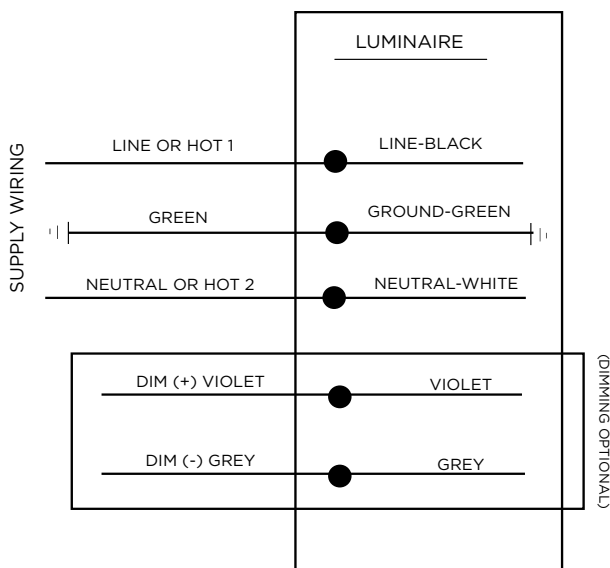 LUMINAIRE
SUPPLY WIRING
LINE OR HOT 1
LINE-BLACK
GREEN
GROUND-GREEN
NEUTRAL OR HOT 2
NEUTRAL-WHITE
DIM (+) VIOLET
VIOLET
DIM (-) GREY
GREY
(DIMMING OPTIONAL)